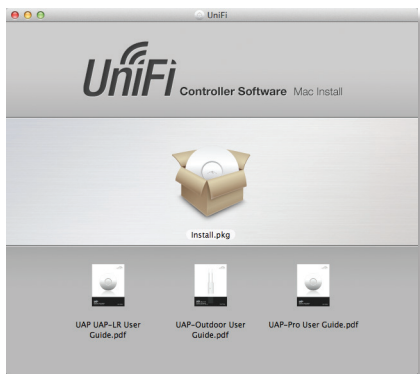 UniFi
UniFi Controller Software Mac Install
Install.pkg
UAP UAP-LR User
Guide.pdf
UAP-Outdoor User
Guide.pdf
UAP-Pro User Guide.pdf